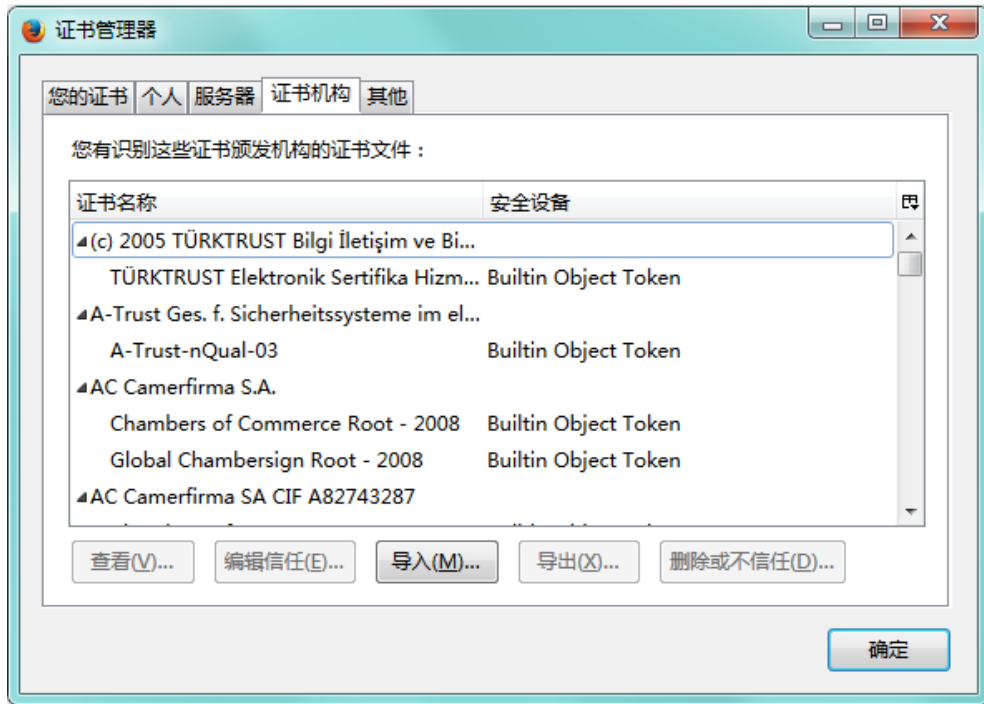 证书管理器
您的证书 个人 服务器 证书机构 其他
您有识别这些证书颁发机构的证书文件：
证书名称 安全设备
(c) 2005 TÜRKTRUST Bilgi İletişim ve Bi...
TÜRKTRUST Elektronik Sertifika Hizm... Builtin Object Token
A-Trust Ges. f. Sicherheitssysteme im el...
A-Trust-nQual-03 Builtin Object Token
AC Camerfirma S.A.
Chambers of Commerce Root - 2008 Builtin Object Token
Global Chambersign Root - 2008 Builtin Object Token
AC Camerfirma SA CIF A82743287
查看(V)... 编辑信任(E)... 导入(M)... 导出(X)... 删除或不信任(D)...
确定